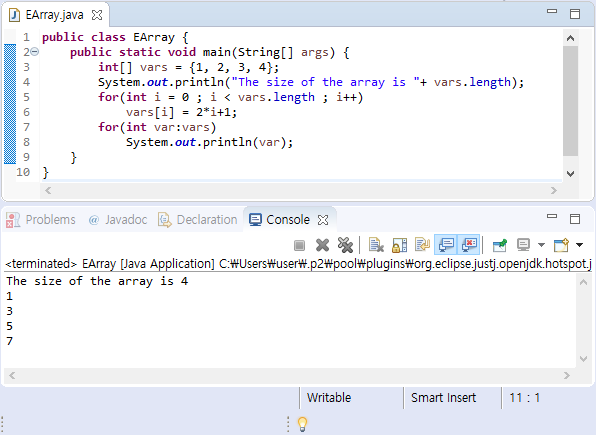 EArray.java
1 public class EArray {
2 public static void main(String[] args) {
3 int[] vars = {1, 2, 3, 4};
4 System.out.println("The size of the array is "+ vars.length);
5 for(int i = 0 ; i < vars.length ; i++)
6 vars[i] = 2*i+1;
7 for(int var:vars)
8 System.out.println(var);
9 }
10 }
Problems @ Javadoc Declaration Console
<terminated> EArray [Java Application] C:₩Users₩user₩.p2₩pool₩plugins₩org.eclipse.justj.openjdk.hotspot.j
The size of the array is 4
1
3
5
7
Writable Smart Insert 11 : 1